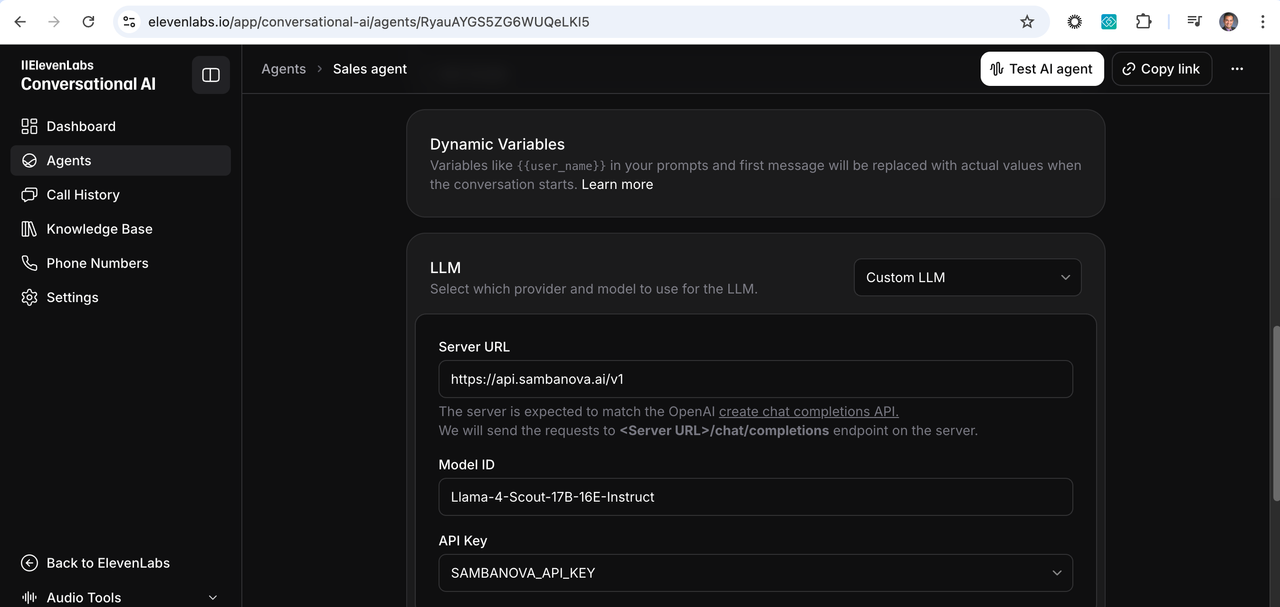 elevenlabs.io/app/conversational-ai/agents/RyauAYGS5ZG6WUQeLKI5
IIElevenLabs
Conversational AI
Dashboard
Agents
Call History
Knowledge Base
Phone Numbers
Settings
Back to ElevenLabs
Audio Tools
Agents > Sales agent
Test AI agent
Copy link
Dynamic Variables
Variables like {{user_name}} in your prompts and first message will be replaced with actual values when
the conversation starts. Learn more
LLM
Select which provider and model to use for the LLM.
Custom LLM
Server URL
https://api.sambanova.ai/v1
The server is expected to match the OpenAI create chat completions API.
We will send the requests to <Server URL>/chat/completions endpoint on the server.
Model ID
Llama-4-Scout-17B-16E-Instruct
API Key
SAMBANOVA_API_KEY